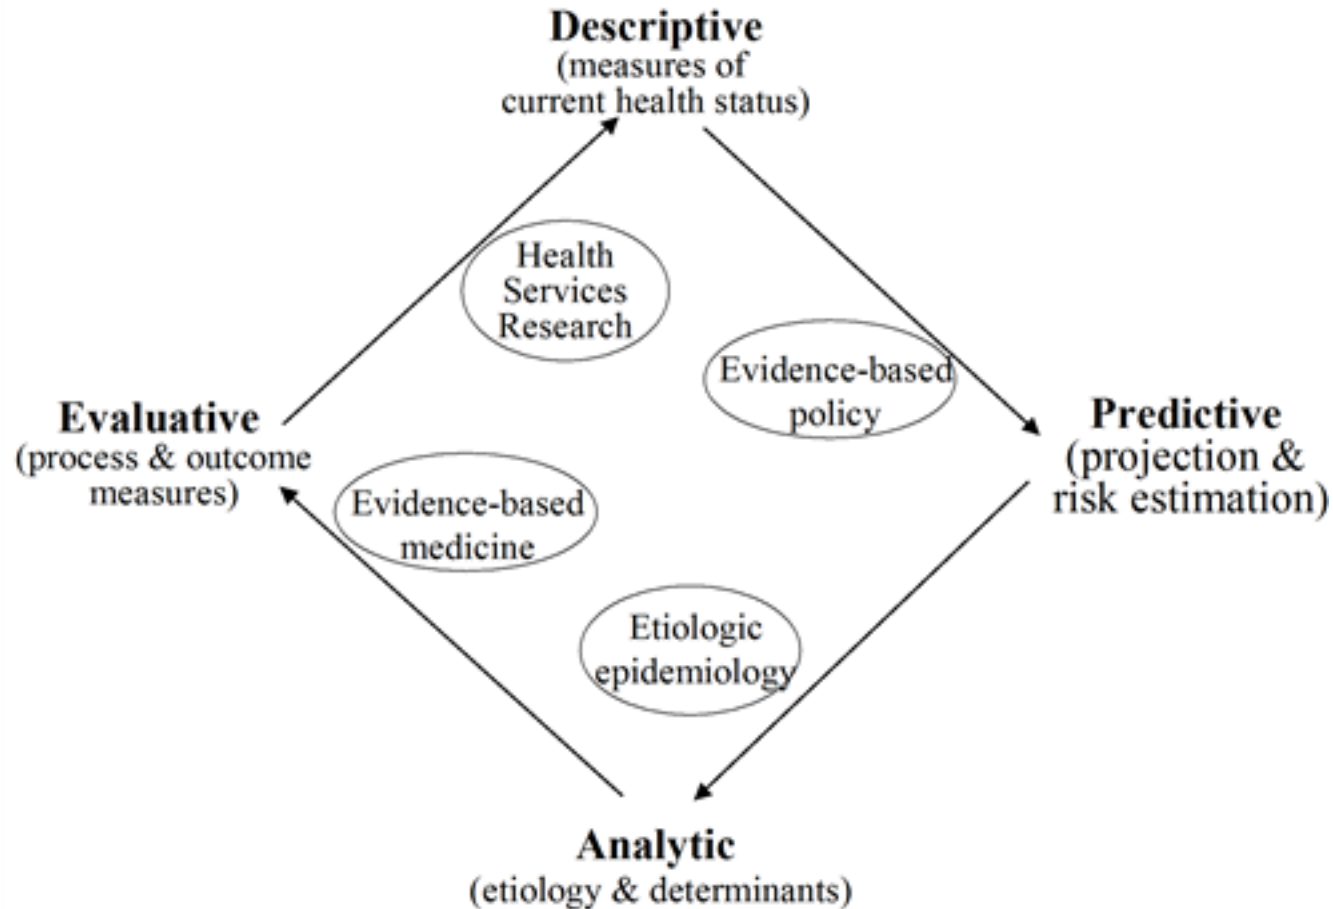 Descriptive
(measures of
current health status)
Health
Services
Research
Evidence-based
policy
Evaluative
(process & outcome
measures)
Predictive
(projection &
risk estimation)
Evidence-based
medicine
Etiologic
epidemiology
Analytic
(etiology & determinants)